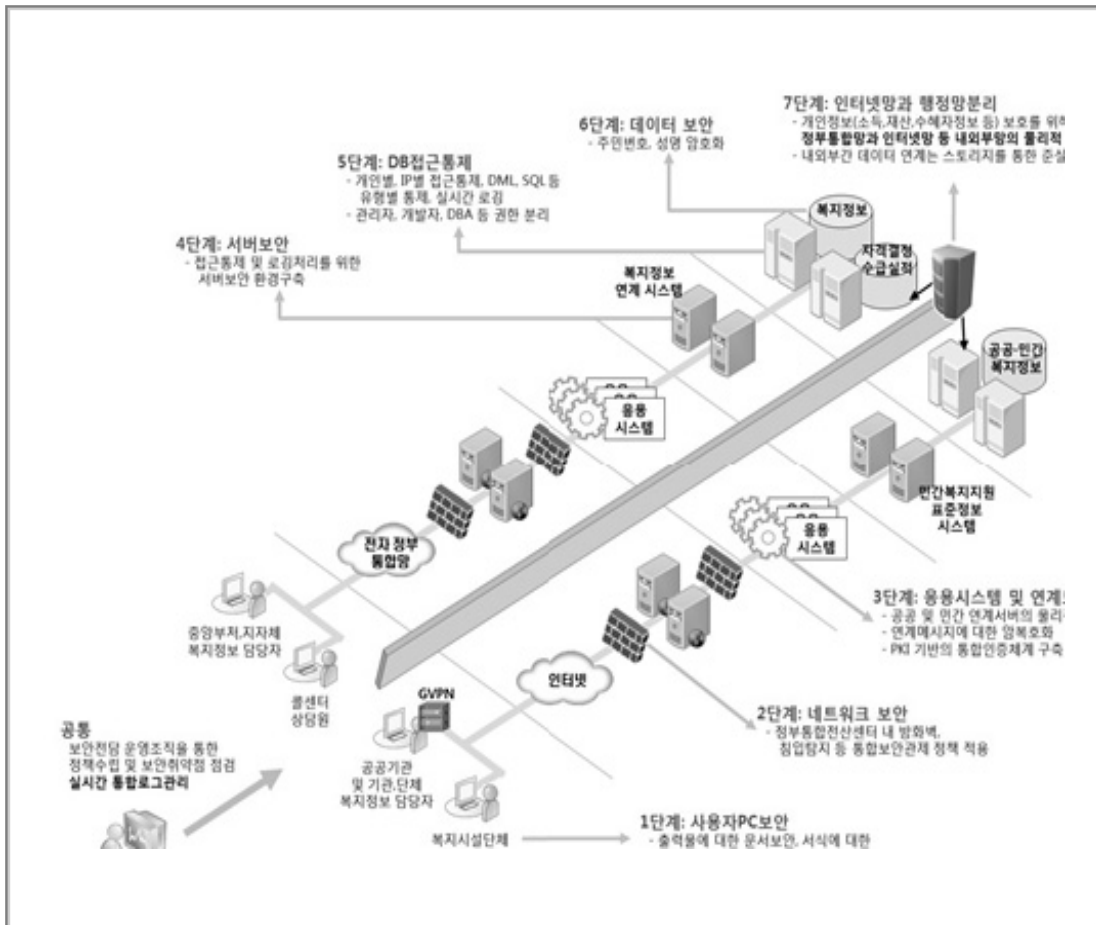 7단계: 인터넷망과 행정망분리
- 개인정보(소득,재산,수혜자정보 등) 보호를 위
정부통합망과 인터넷망 등 내외부망의 물리적
- 내외부간 데이터 연계는 스토리지를 통한 준실
6단계: 데이터 보안
- 주민번호, 성명 암호화
5단계: DB접근통제
- 개인별, IP별 접근통제, DML, SQL 등
유형별 통제, 실시간 로깅
- 관리자, 개발자, DBA 등 권한 분리
4단계: 서버보안
- 접근통제 및 로깅처리를 위한
서버보안 환경구축
복지정보
연계 시스템
복지정보
자격결정
수급실적
공공·민간
복지정보
응용
시스템
민간복지지원
표준정보
시스템
응용
시스템
전자 정부
통합망
중앙부처,지자체
복지정보 담당자
콜센터
상담원
3단계: 응용시스템 및 연계
- 공공 및 민간 연계서버의 물리
- 연계메시지에 대한 암복호화
- PKI 기반의 통합인증체계 구축
인터넷
GVPN
2단계: 네트워크 보안
- 정부통합전산센터 내 방화벽,
침입탐지 등 통합보안관제 정책 적용
공통
보안전담 운영조직을 통한
정책수립 및 보안취약점 점검
실시간 통합로그관리
공공기관
및 기관,단체
복지정보 담당자
복지시설단체
1단계: 사용자PC보안
- 출력물에 대한 문서보안, 서식에 대한